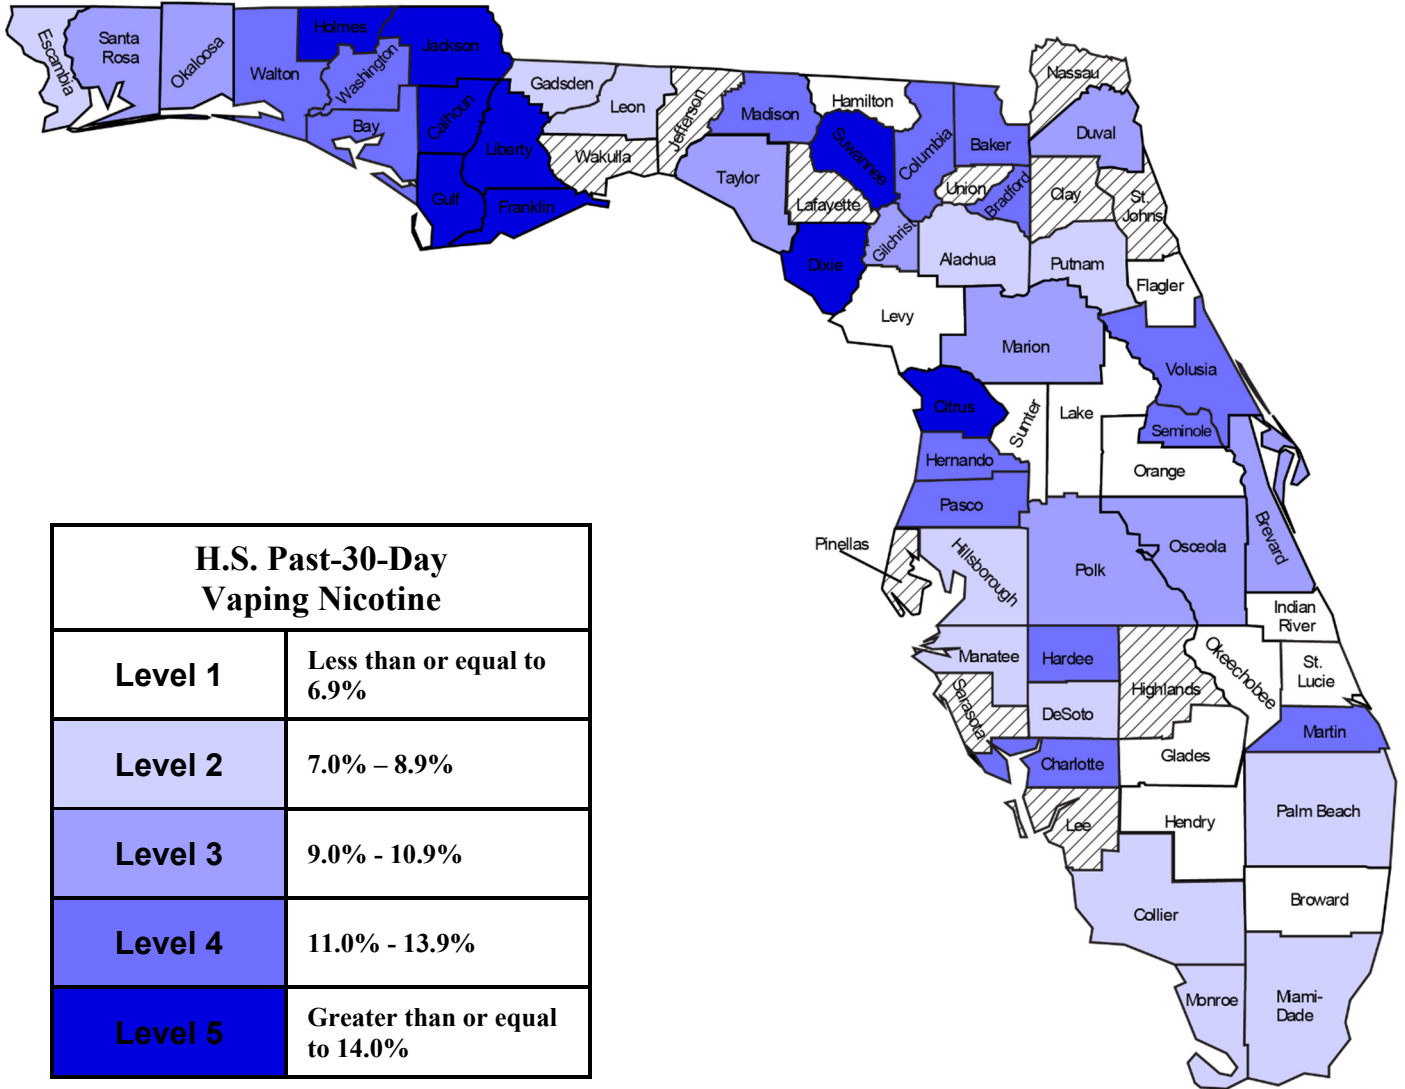 Escambia
Santa
Rosa
Okaloosa
Walton
Holmes
Washington
Jackson
Bay
Calhoun
Liberty
Gulf
Franklin
Gadsden
Leon
Wakulla
Jefferson
Madison
Taylor
Hamilton
Suwannee
Lafayette
Dixie
Columbia
Gilchrist
Baker
Union
Bradford
Alachua
Nassau
Duval
Clay
St.
Johns
Putnam
Flagler
Levy
Marion
Volusia
Citrus
Sumter
Lake
Seminole
Orange
Hernando
Pasco
Brevard
Pinellas
Hillsborough
Polk
Osceola
Indian
River
Manatee
Hardee
Highlands
Okeechobee
St.
Lucie
Sarasota
DeSoto
Martin
Charlotte
Glades
Lee
Hendry
Palm Beach
Collier
Broward
Monroe
Miami-
Dade
H.S. Past-30-Day
Vaping Nicotine
Level 1
Less than or equal to
6.9%
Level 2
7.0% – 8.9%
Level 3
9.0% - 10.9%
Level 4
11.0% - 13.9%
Level 5
Greater than or equal
to 14.0%